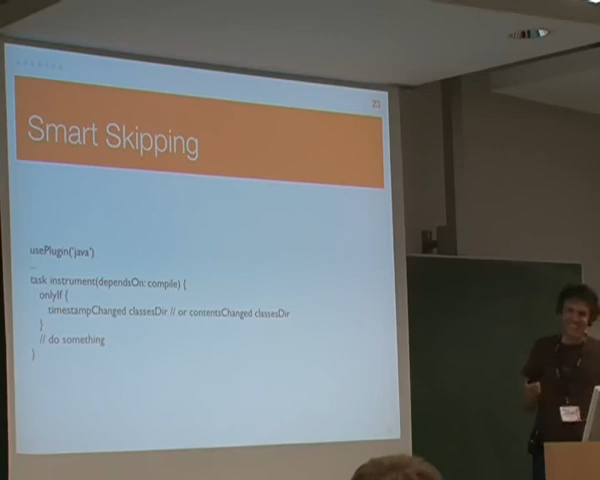 23
Smart Skipping
usePlugin('java')
...
task instrument(dependsOn: compile) {
onlyIf {
timestampChanged classesDir // or contentsChanged classesDir
}
// do something
}